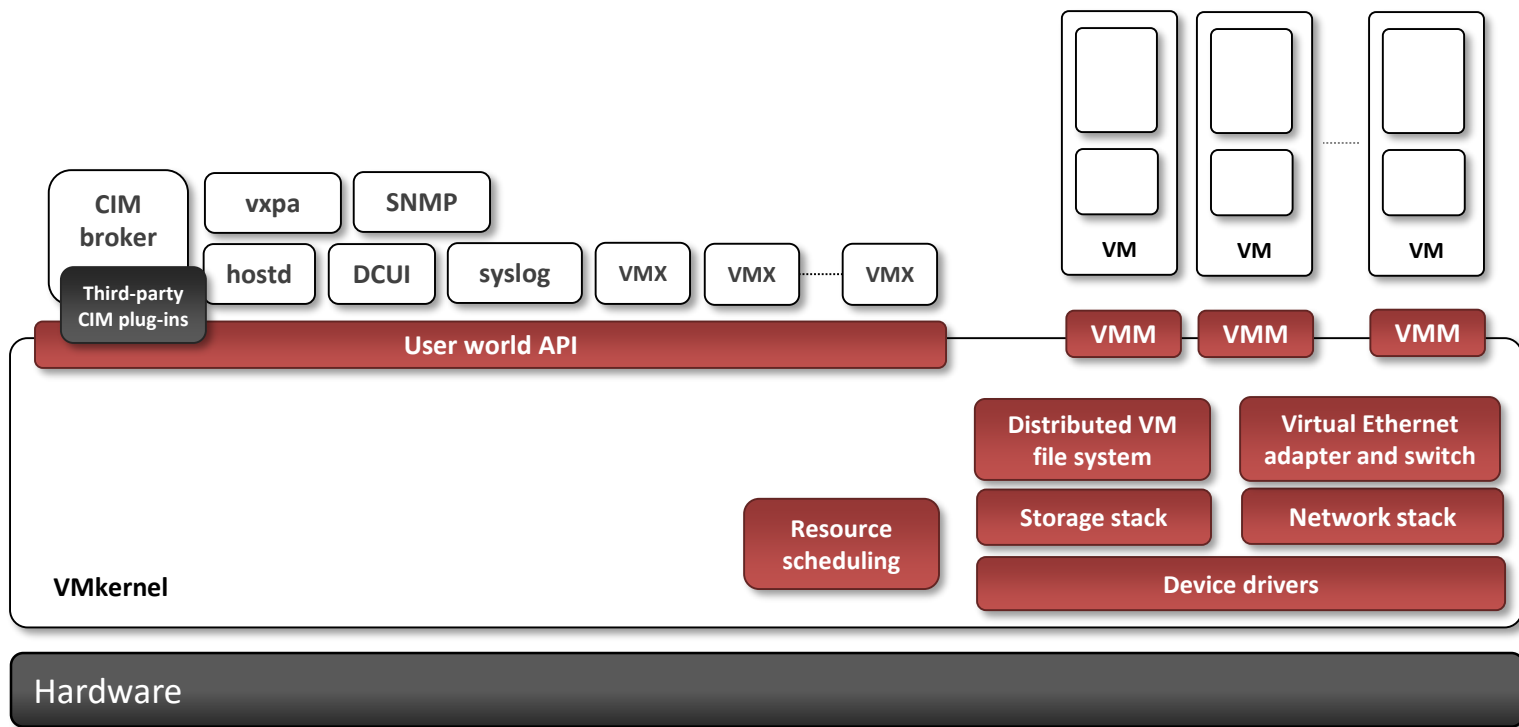 VM
VM
VM
CIM
broker
vxpa
SNMP
hostd
DCUI
syslog
VMX
VMX
VMX
Third-party
CIM plug-ins
User world API
VMM
VMM
VMM
Distributed VM
file system
Virtual Ethernet
adapter and switch
Resource
scheduling
Storage stack
Network stack
VMkernel
Device drivers
Hardware